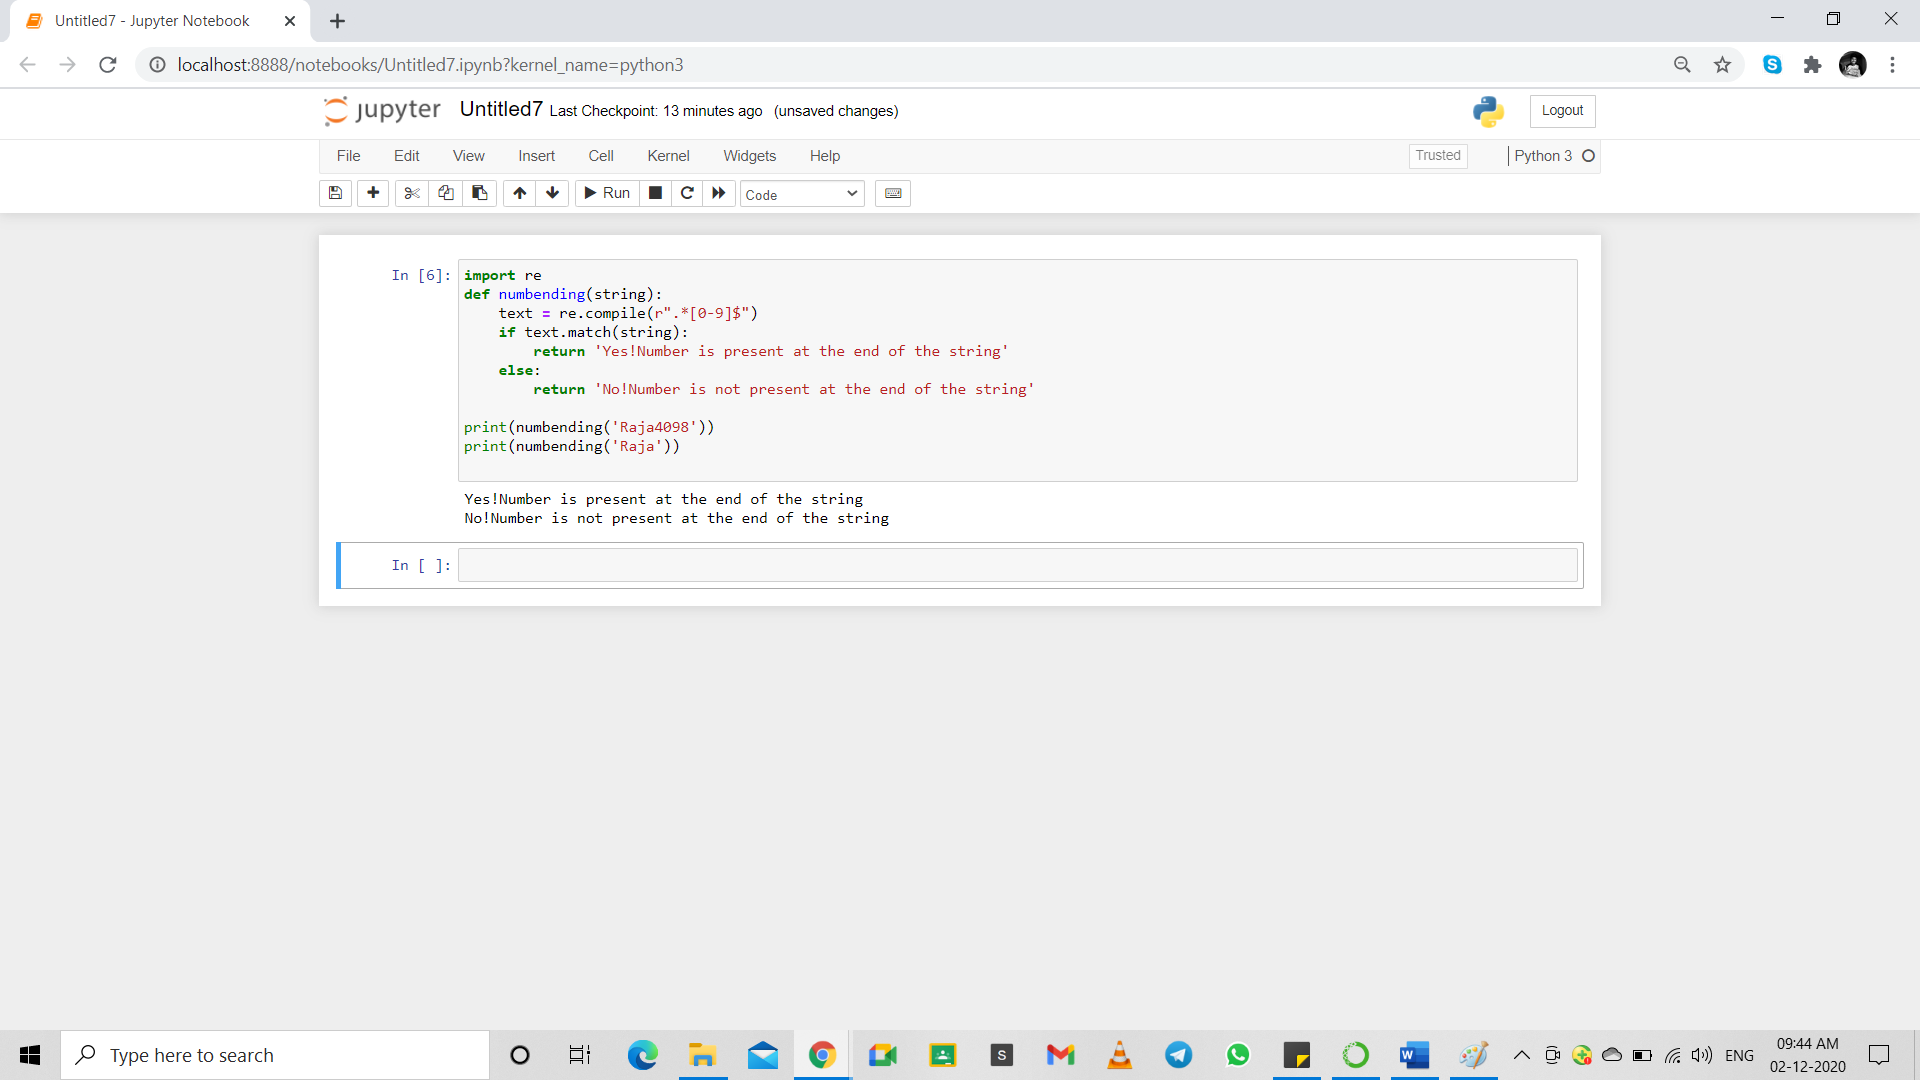 Untitled7 - Jupyter Notebook
localhost:8888/notebooks/Untitled7.ipynb?kernel_name=python3
jupyter Untitled7 Last Checkpoint: 13 minutes ago (unsaved changes)
Logout
File Edit View Insert Cell Kernel Widgets Help
Trusted
Python 3
Run
Code
In [6]:
import re
def numbending(string):
    text = re.compile(r".*[0-9]$")
    if text.match(string):
        return 'Yes!Number is present at the end of the string'
    else:
        return 'No!Number is not present at the end of the string'
print(numbending('Raja4098'))
print(numbending('Raja'))
Yes!Number is present at the end of the string
No!Number is not present at the end of the string
In [ ]:
Type here to search
ENG
09:44 AM
02-12-2020